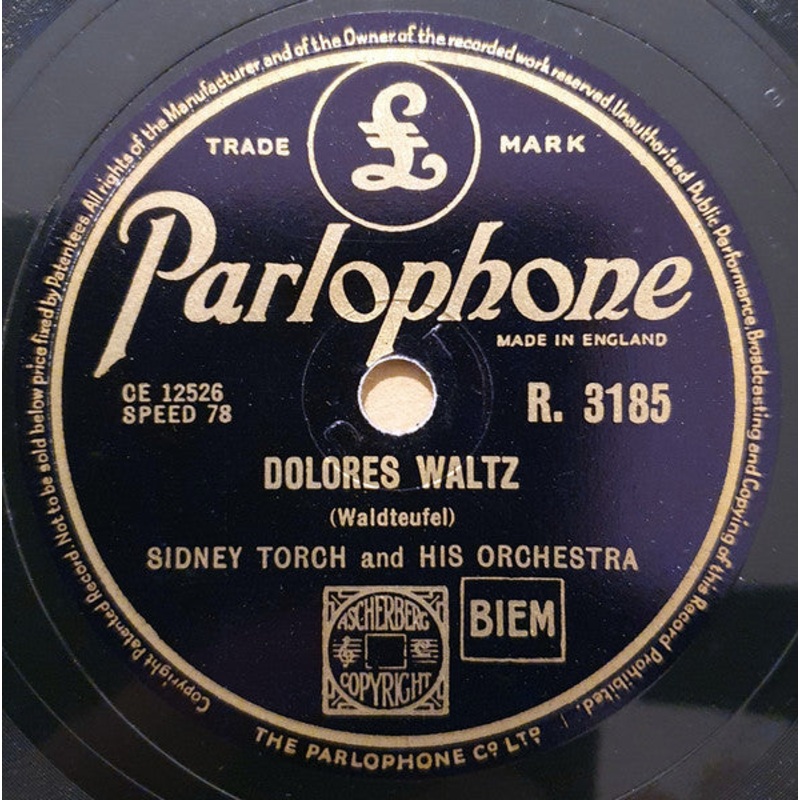 Copyright Patented Record. Not to be sold below price fixed by Patentees. All rights of the Manufacturer and of the Owner of the recorded work reserved. Unauthorised Public Performance, Broadcasting and Copying of this Record Prohibited.
£
TRADE MARK
Parlophone
MADE IN ENGLAND
CE 12526
SPEED 78
R. 3185
DOLORES WALTZ
(Waldteufel)
SIDNEY TORCH and HIS ORCHESTRA
ASCHERBERG
COPYRIGHT
BIEM
THE PARLOPHONE Co LTD